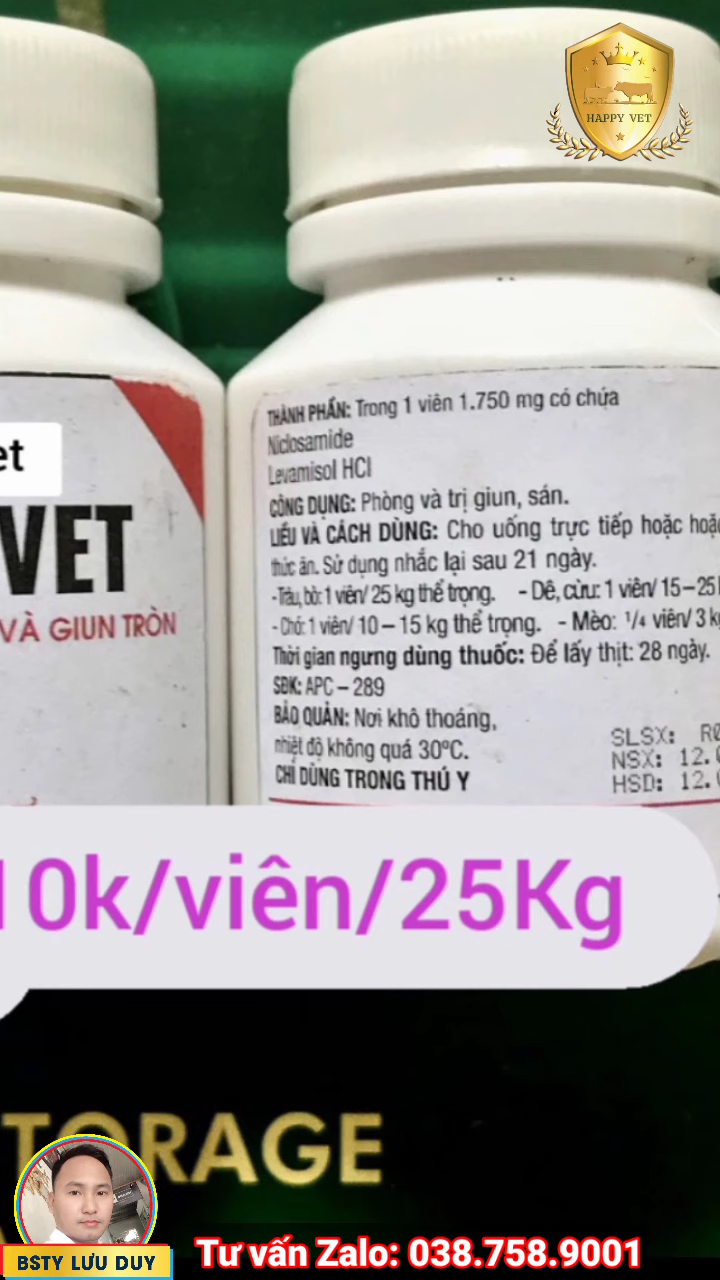 HAPPY VET
et
VET
VÀ GIUN TRÒN
THÀNH PHẦN: Trong 1 viên 1.750 mg có chứa
Niclosamide
Levamisol HCl
CÔNG DỤNG: Phòng và trị giun, sán.
LIỀU VÀ CÁCH DÙNG: Cho uống trực tiếp hoặc hoặc
thức ăn. Sử dụng nhắc lại sau 21 ngày.
-Trâu, bò: 1 viên/ 25 kg thể trọng. - Dê, cừu: 1 viên/ 15–25
- Chó: 1 viên/ 10 – 15 kg thể trọng. - Mèo: 1/4 viên/ 3 kg
Thời gian ngưng dùng thuốc: Để lấy thịt: 28 ngày.
SĐK: APC – 289
BẢO QUẢN: Nơi khô thoáng,
nhiệt độ không quá 30ºC.
CHỈ DÙNG TRONG THÚ Y
SLSX: R0
NSX: 12.
HSD: 12.
10k/viên/25Kg
TORAGE
BSTY LƯU DUY
Tư vấn Zalo: 038.758.9001